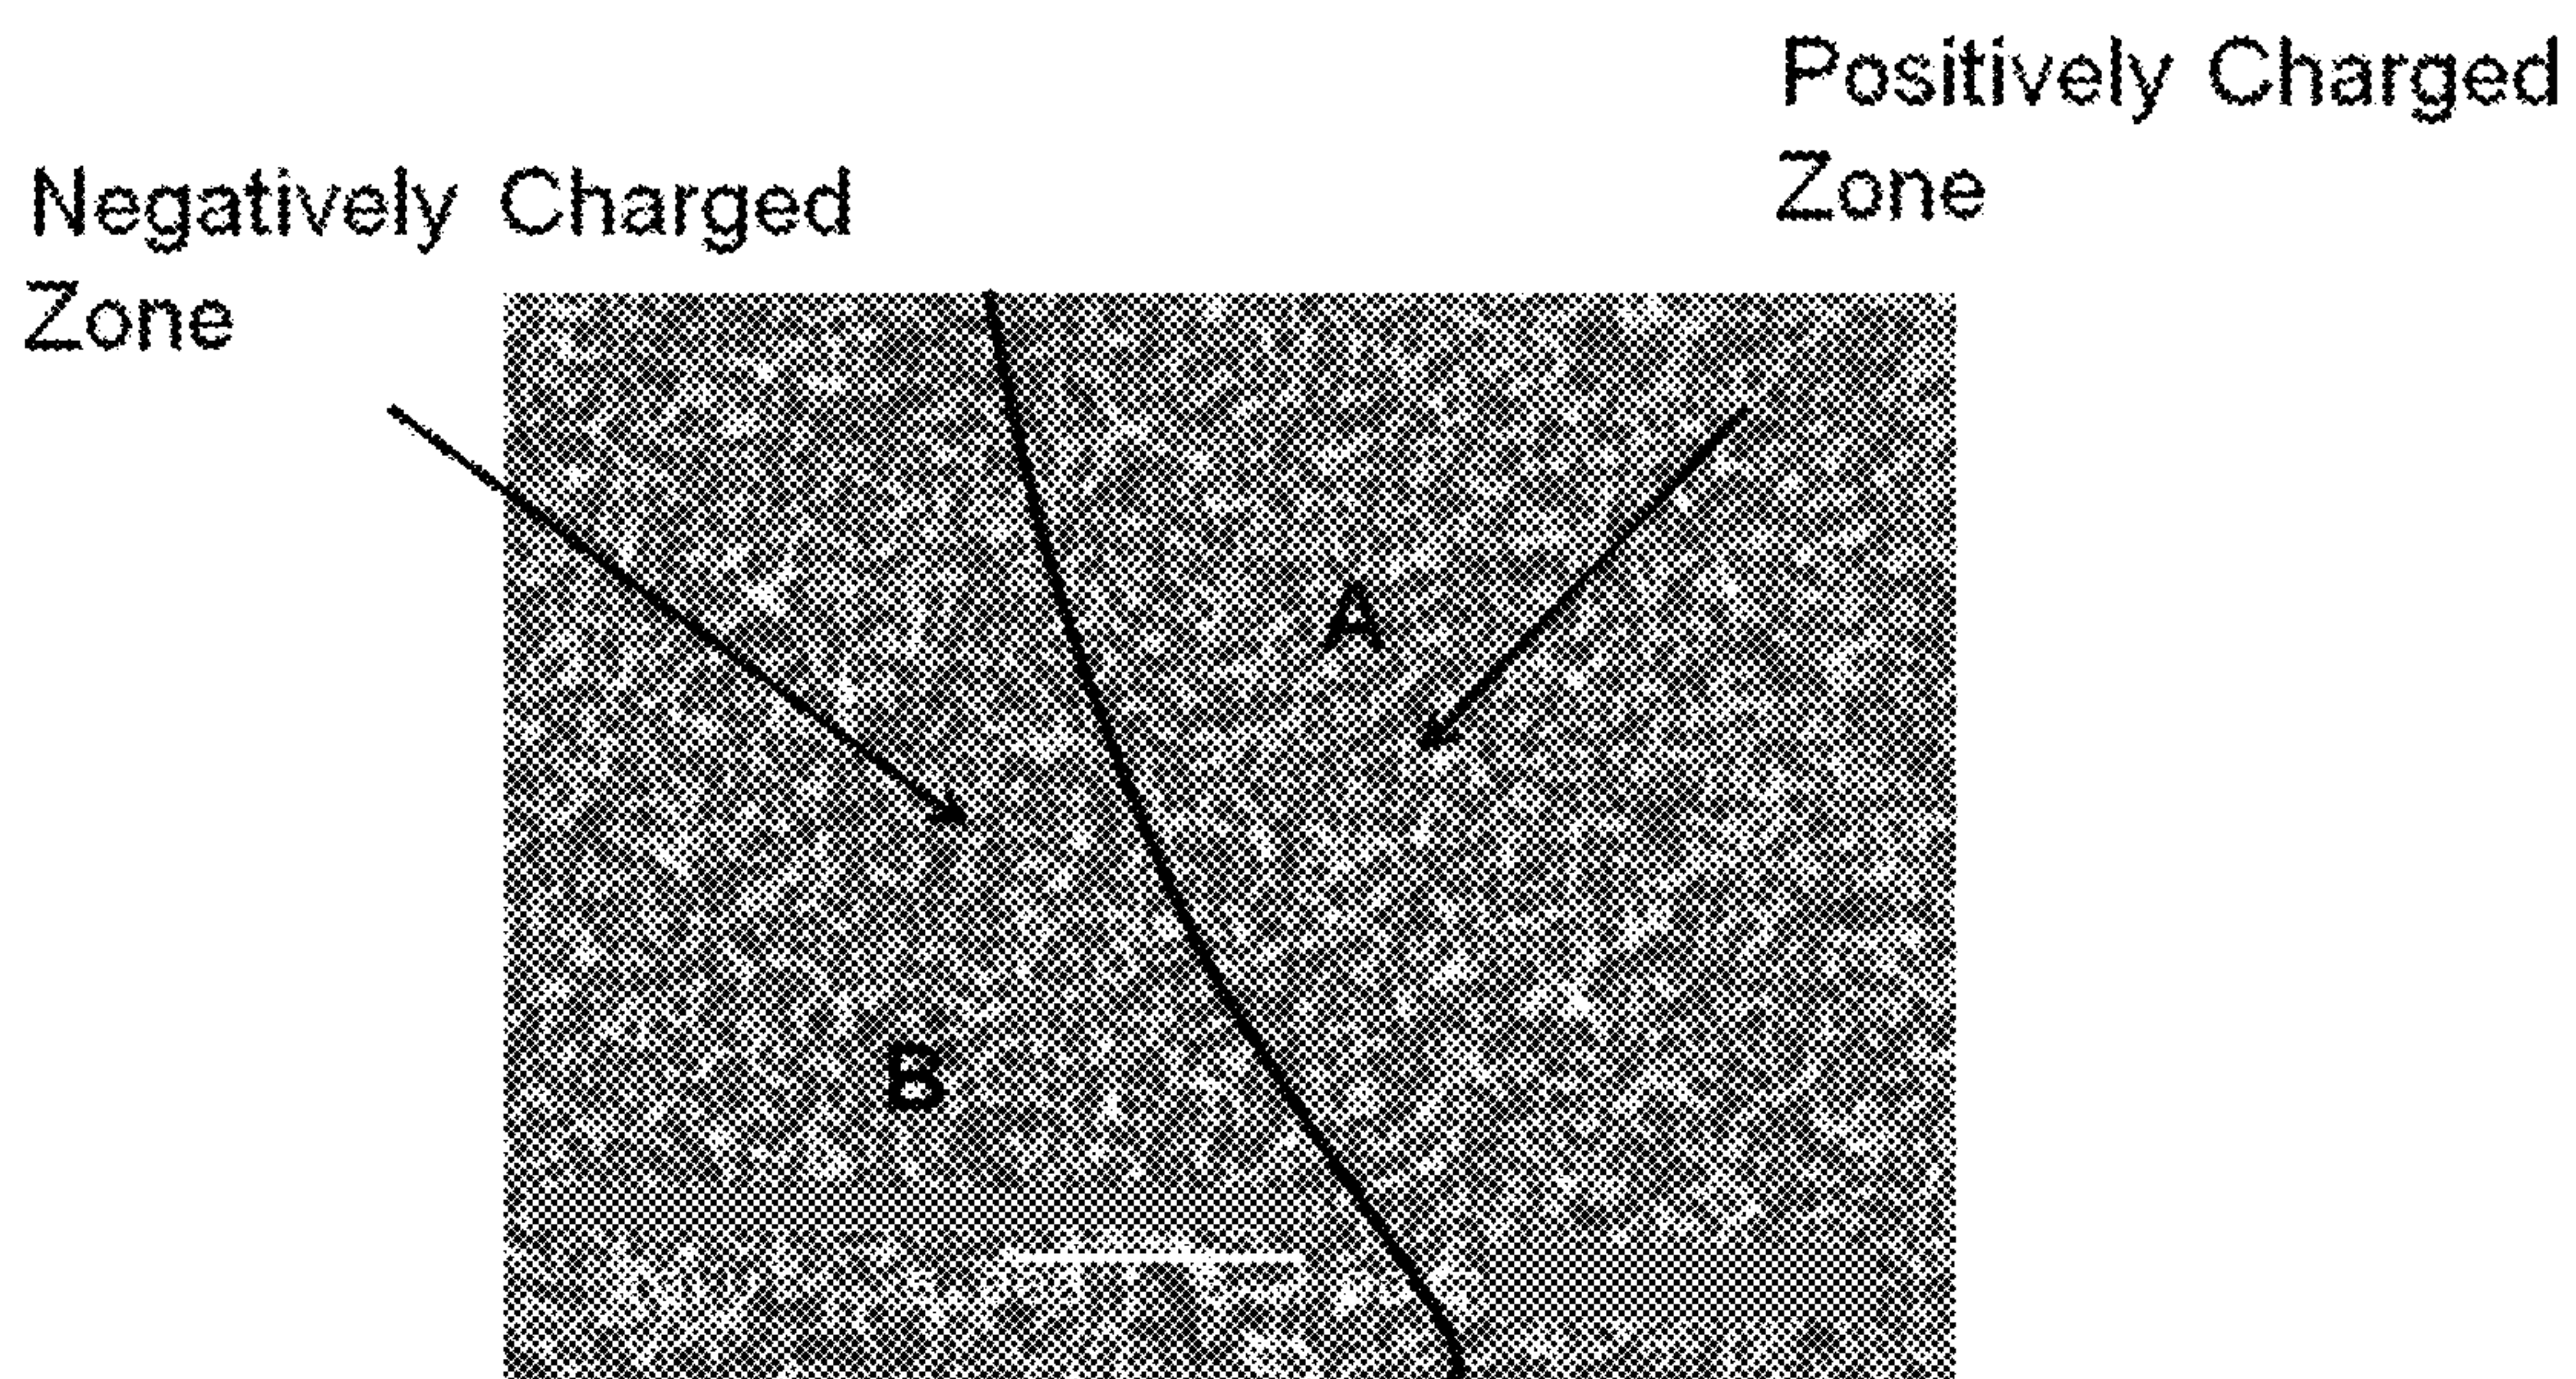 Positively Charged
Zone
Negatively Charged
Zone
A
B